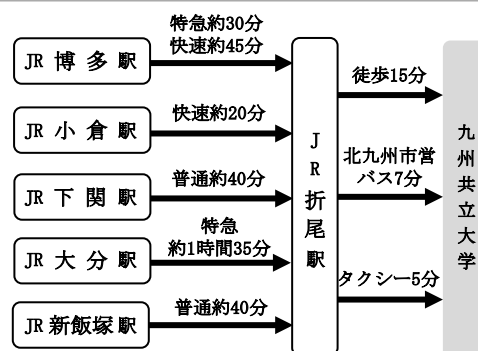 JR 博多駅
特急約30分
快速約45分
JR 小倉駅
快速約20分
JR 下関駅
普通約40分
JR 大分駅
特急
約1時間35分
JR 新飯塚駅
普通約40分
JR折尾駅
徒歩15分
北九州市営
バス7分
タクシー5分
九州共立大学